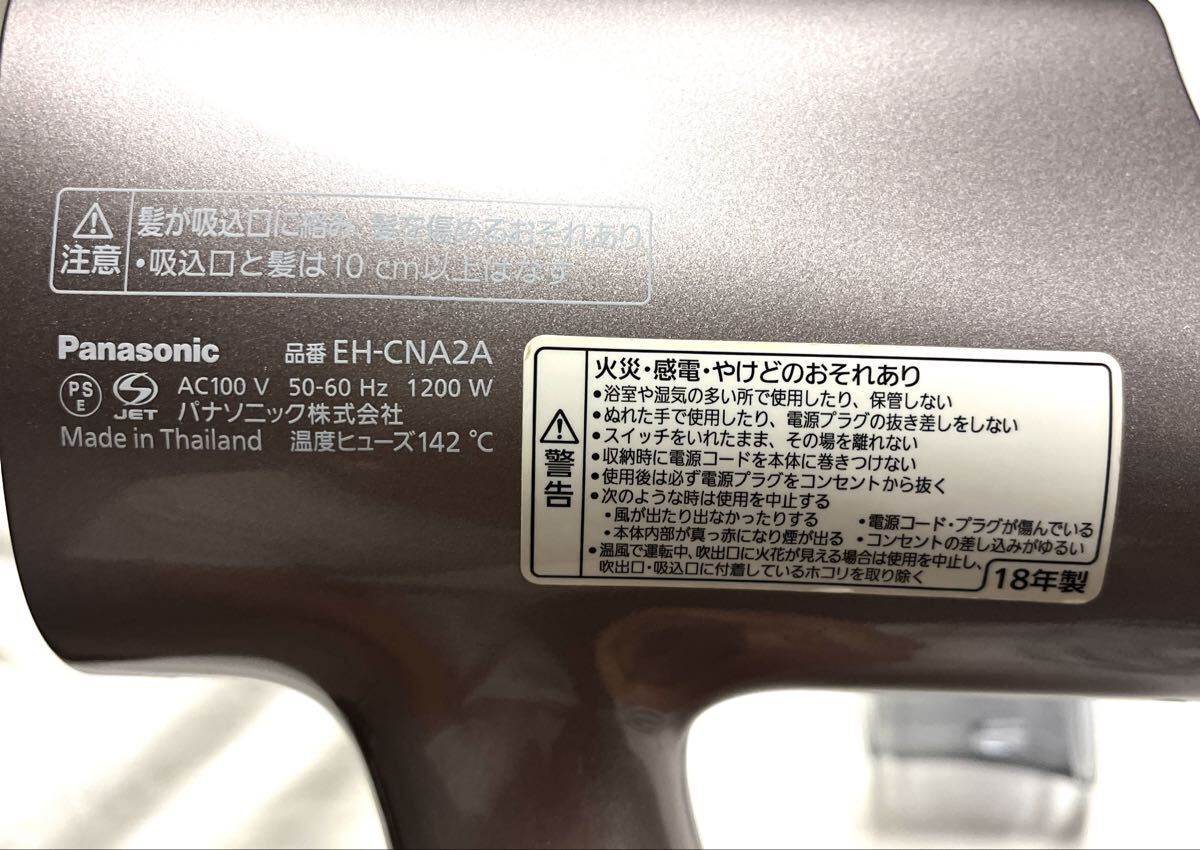 注意
髪が吸込口に絡み、髪を傷めるおそれあり
・吸込口と髪は10 cm以上はなす
Panasonic 品番 EH-CNA2A
PS E JET AC100 V 50-60 Hz 1200 W
パナソニック株式会社
Made in Thailand 温度ヒューズ142 ℃
警告
火災・感電・やけどのおそれあり
●浴室や湿気の多い所で使用したり、保管しない
●ぬれた手で使用したり、電源プラグの抜き差しをしない
●スイッチをいれたまま、その場を離れない
●収納時に電源コードを本体に巻きつけない
●使用後は必ず電源プラグをコンセントから抜く
●次のような時は使用を中止する
・風が出たり出なかったりする ・電源コード・プラグが傷んでいる
・本体内部が真っ赤になり煙が出る ・コンセントの差し込みがゆるい
●温風で運転中、吹出口に火花が見える場合は使用を中止し、
吹出口・吸込口に付着しているホコリを取り除く
18年製